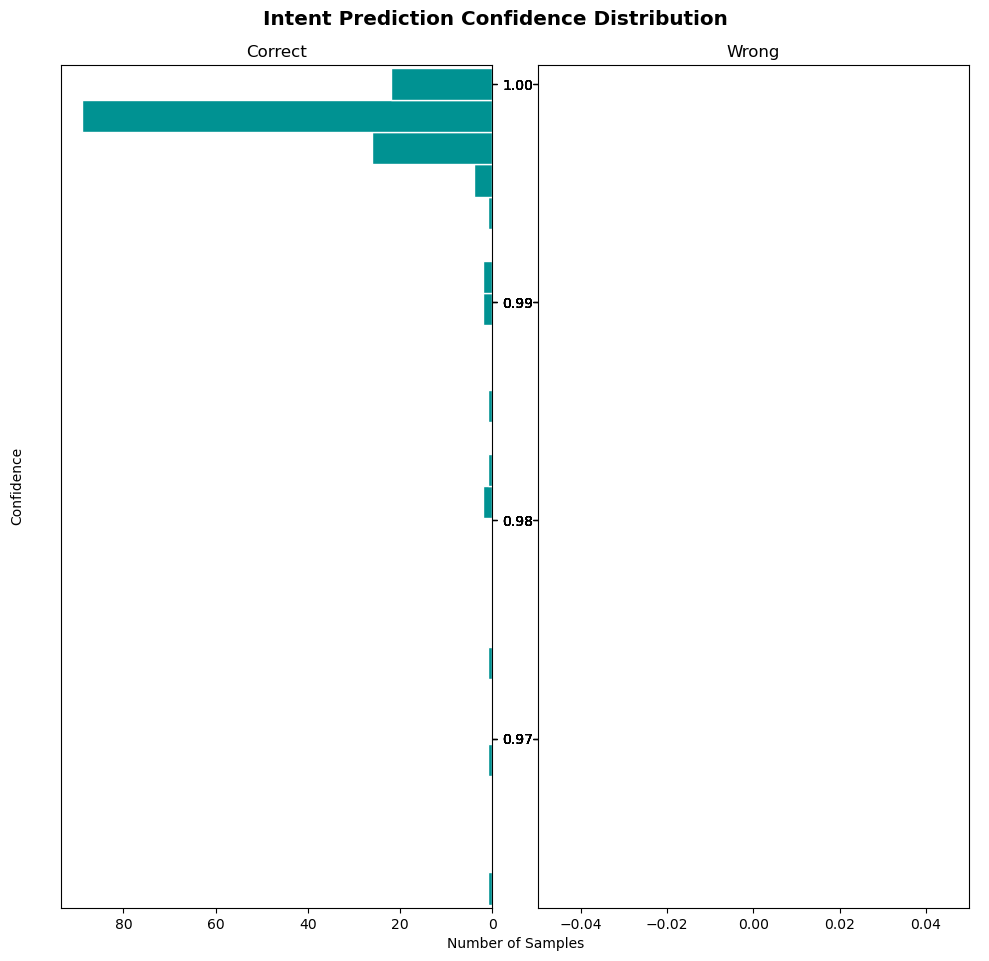 Intent Prediction Confidence Distribution
Correct
Wrong
1.00
0.99
0.98
0.97
Confidence
80 60 40 20 0
−0.04 −0.02 0.00 0.02 0.04
Number of Samples